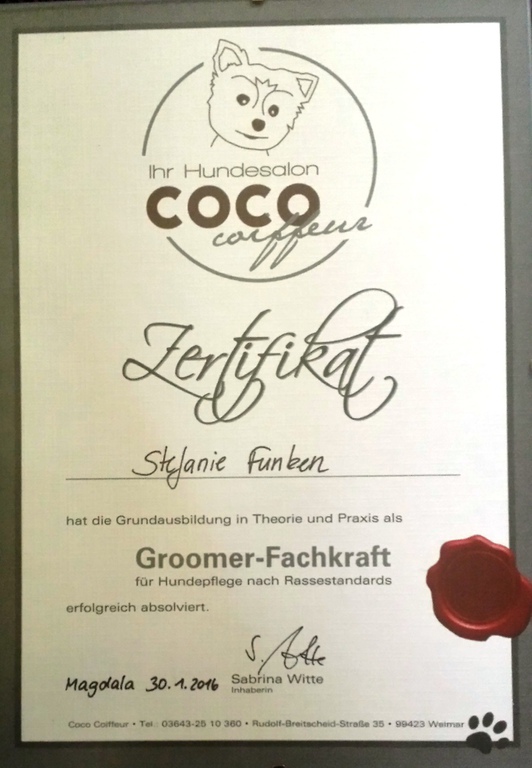 Ihr Hundesalon
COCO
coiffeur
Zertifikat
Stefanie Funken
hat die Grundausbildung in Theorie und Praxis als
Groomer-Fachkraft
für Hundepflege nach Rassestandards
erfolgreich absolviert.
S. Witte
Magdala 30.1.2016
Sabrina Witte
Inhaberin
Coco Coiffeur • Tel.: 03643-25 10 360 • Rudolf-Breitscheid-Straße 35 • 99423 Weimar